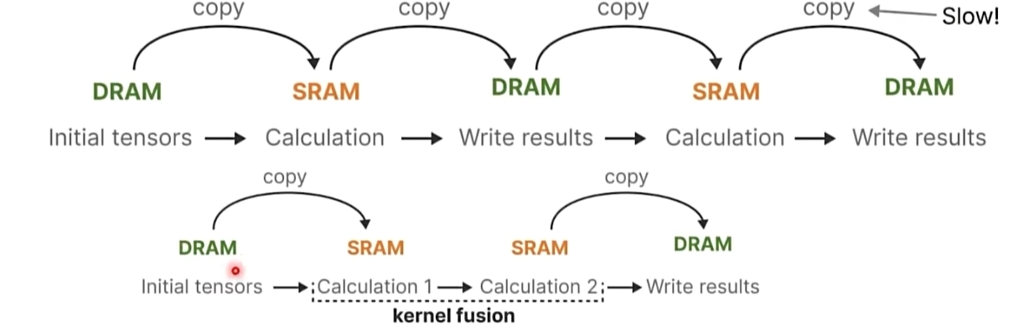 copy copy copy copy Slow!
DRAM SRAM DRAM SRAM DRAM
Initial tensors Calculation Write results Calculation Write results
copy copy
DRAM SRAM SRAM DRAM
Initial tensors Calculation 1 Calculation 2 Write results
kernel fusion